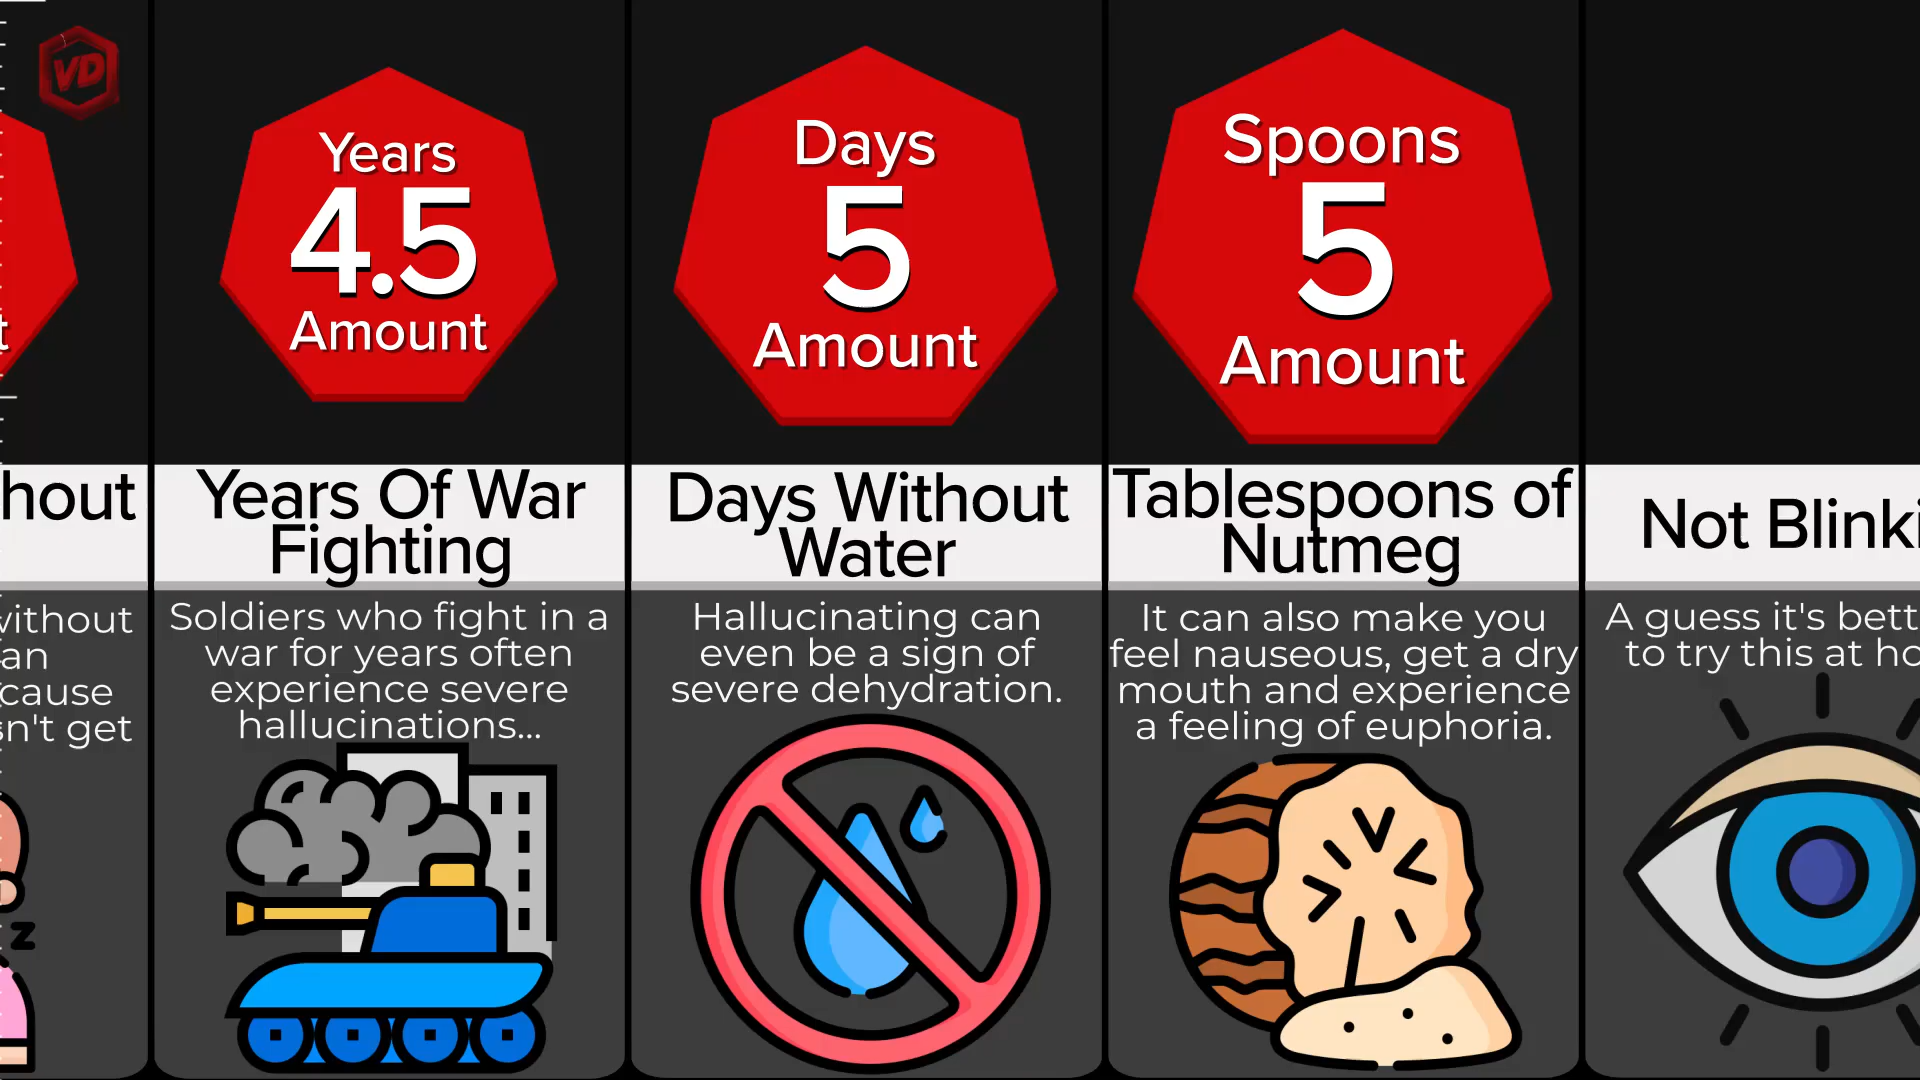 VD
t
hout
vithout
an
cause
n't get
z
Years
4.5
Amount
Years Of War
Fighting
Soldiers who fight in a
war for years often
experience severe
hallucinations...
Days
5
Amount
Days Without
Water
Hallucinating can
even be a sign of
severe dehydration.
Spoons
5
Amount
Tablespoons of
Nutmeg
It can also make you
feel nauseous, get a dry
mouth and experience
a feeling of euphoria.
Not Blinki
A guess it's bett
to try this at ho